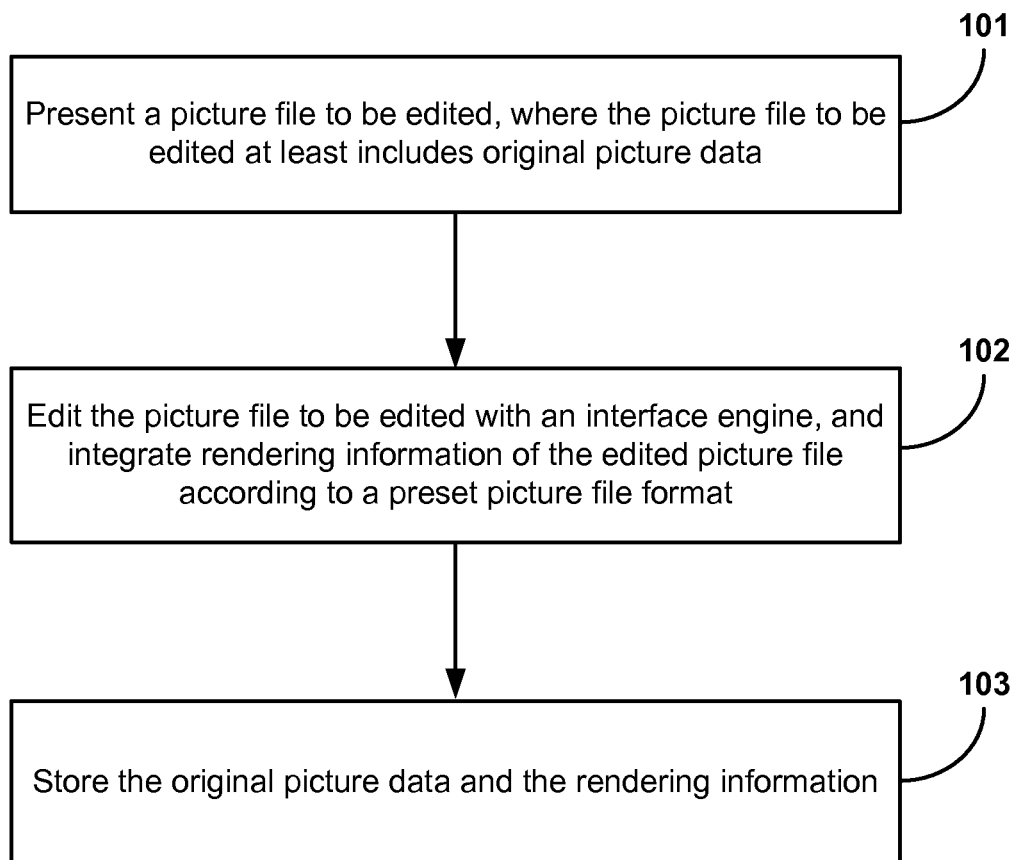 101
Present a picture file to be edited, where the picture file to be
edited at least includes original picture data
102
Edit the picture file to be edited with an interface engine, and
integrate rendering information of the edited picture file
according to a preset picture file format
103
Store the original picture data and the rendering information